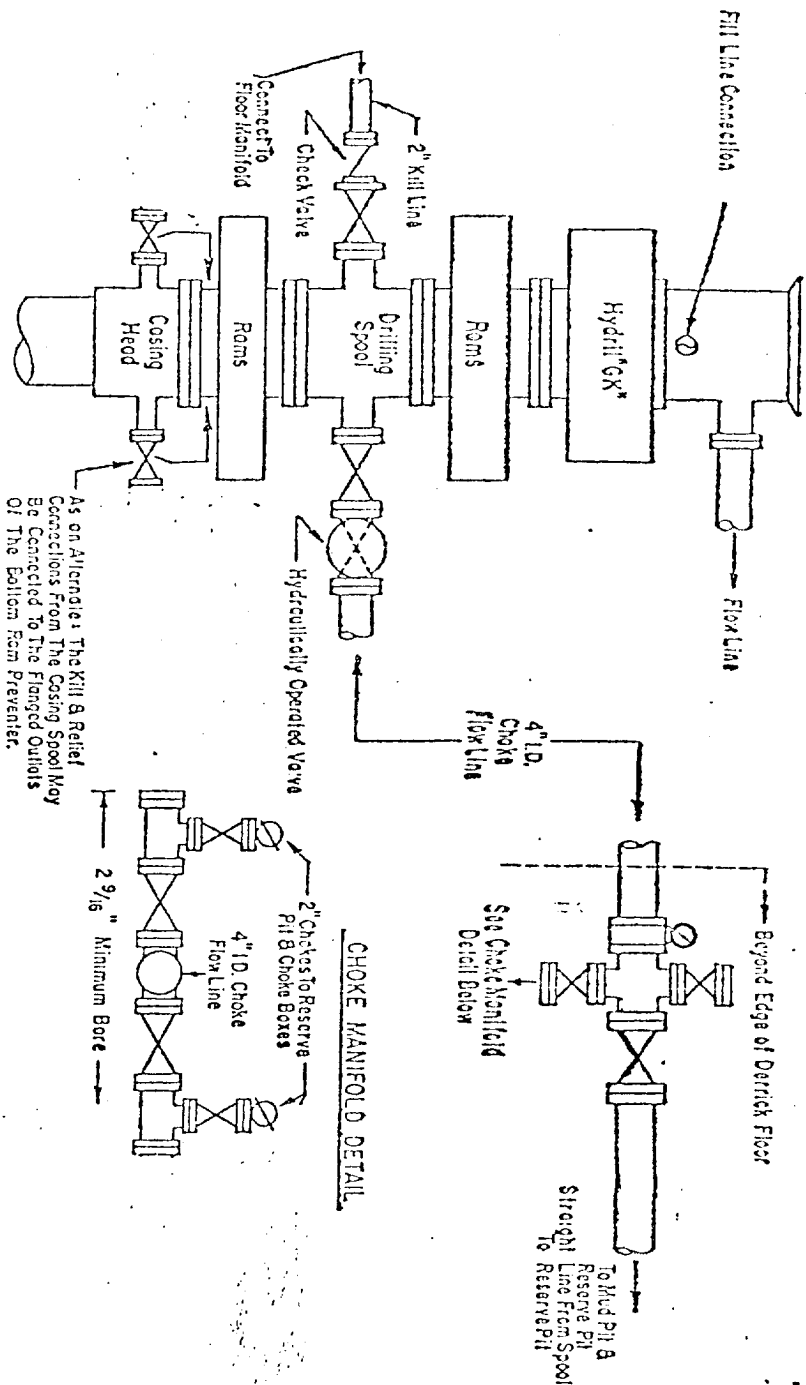 Fill Line Connection
Flow Line
Hydril "GK"
Rams
2" Kill Line
Check Valve
Connect To
Floor Manifold
Drilling
Spool
Hydraulically Operated Valve
Rams
Casing
Head
As an Alternate: The Kill & Relief
Connections From The Casing Spool May
Be Connected To The Flanged Outlets
Of The Bottom Ram Preventer.
4" I.D.
Choke
Flow Line
Beyond Edge of Derrick Floor
See Choke Manifold
Detail Below
To Mud Pit &
Reserve Pit
Straight Line From Spool
To Reserve Pit
CHOKE MANIFOLD DETAIL
2" Chokes To Reserve
Pit & Choke Boxes
4" I.D. Choke
Flow Line
2 9/16" Minimum Bore